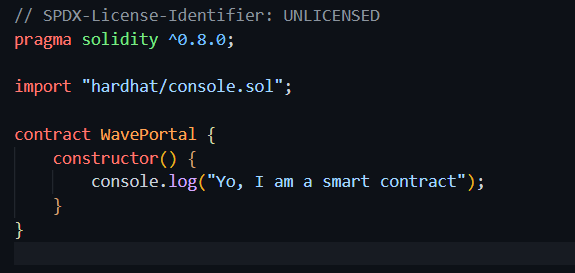 // SPDX-License-Identifier: UNLICENSED
pragma solidity ^0.8.0;
import "hardhat/console.sol";
contract WavePortal {
constructor() {
console.log("Yo, I am a smart contract");
}
}